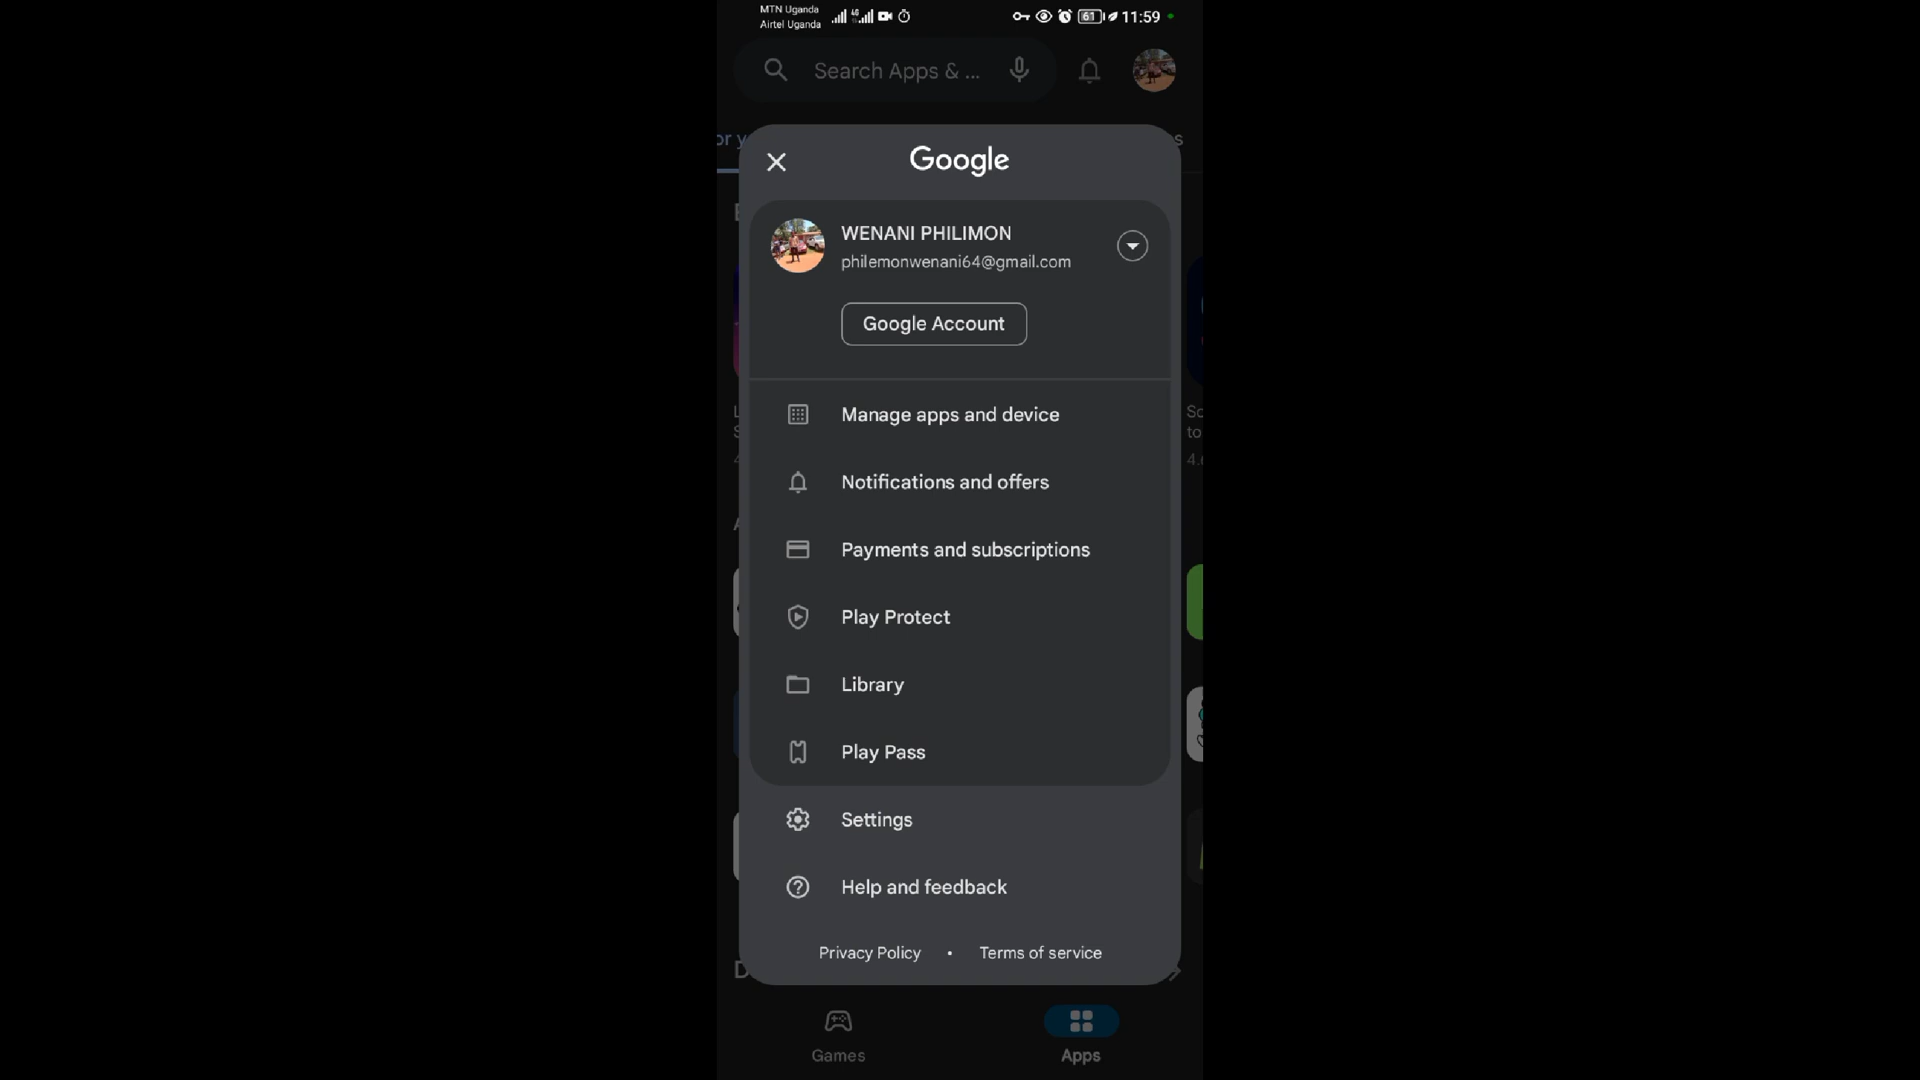 MTN Uganda
Airtel Uganda
4G
61
11:59
Search Apps & ...
Google
WENANI PHILIMON
philemonwenani64@gmail.com
Google Account
Manage apps and device
Notifications and offers
Payments and subscriptions
Play Protect
Library
Play Pass
Settings
Help and feedback
Privacy Policy • Terms of service
Games
Apps